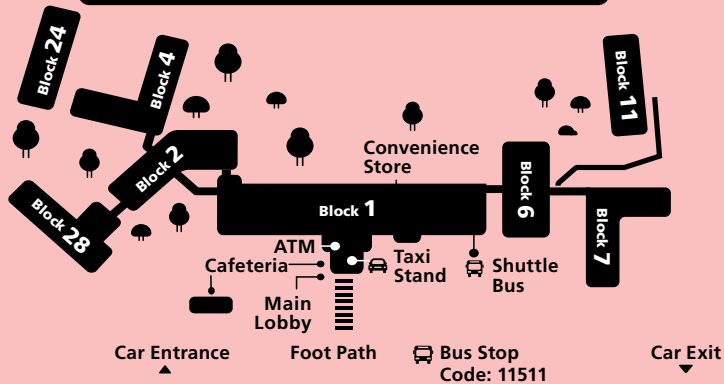 Block 24
Block 4
Block 11
Convenience
Store
Block 2
Block 28
Block 1
Block 6
Block 7
ATM
Cafeteria
Taxi
Stand
Shuttle
Bus
Main
Lobby
Car Entrance
Foot Path
Bus Stop
Code: 11511
Car Exit